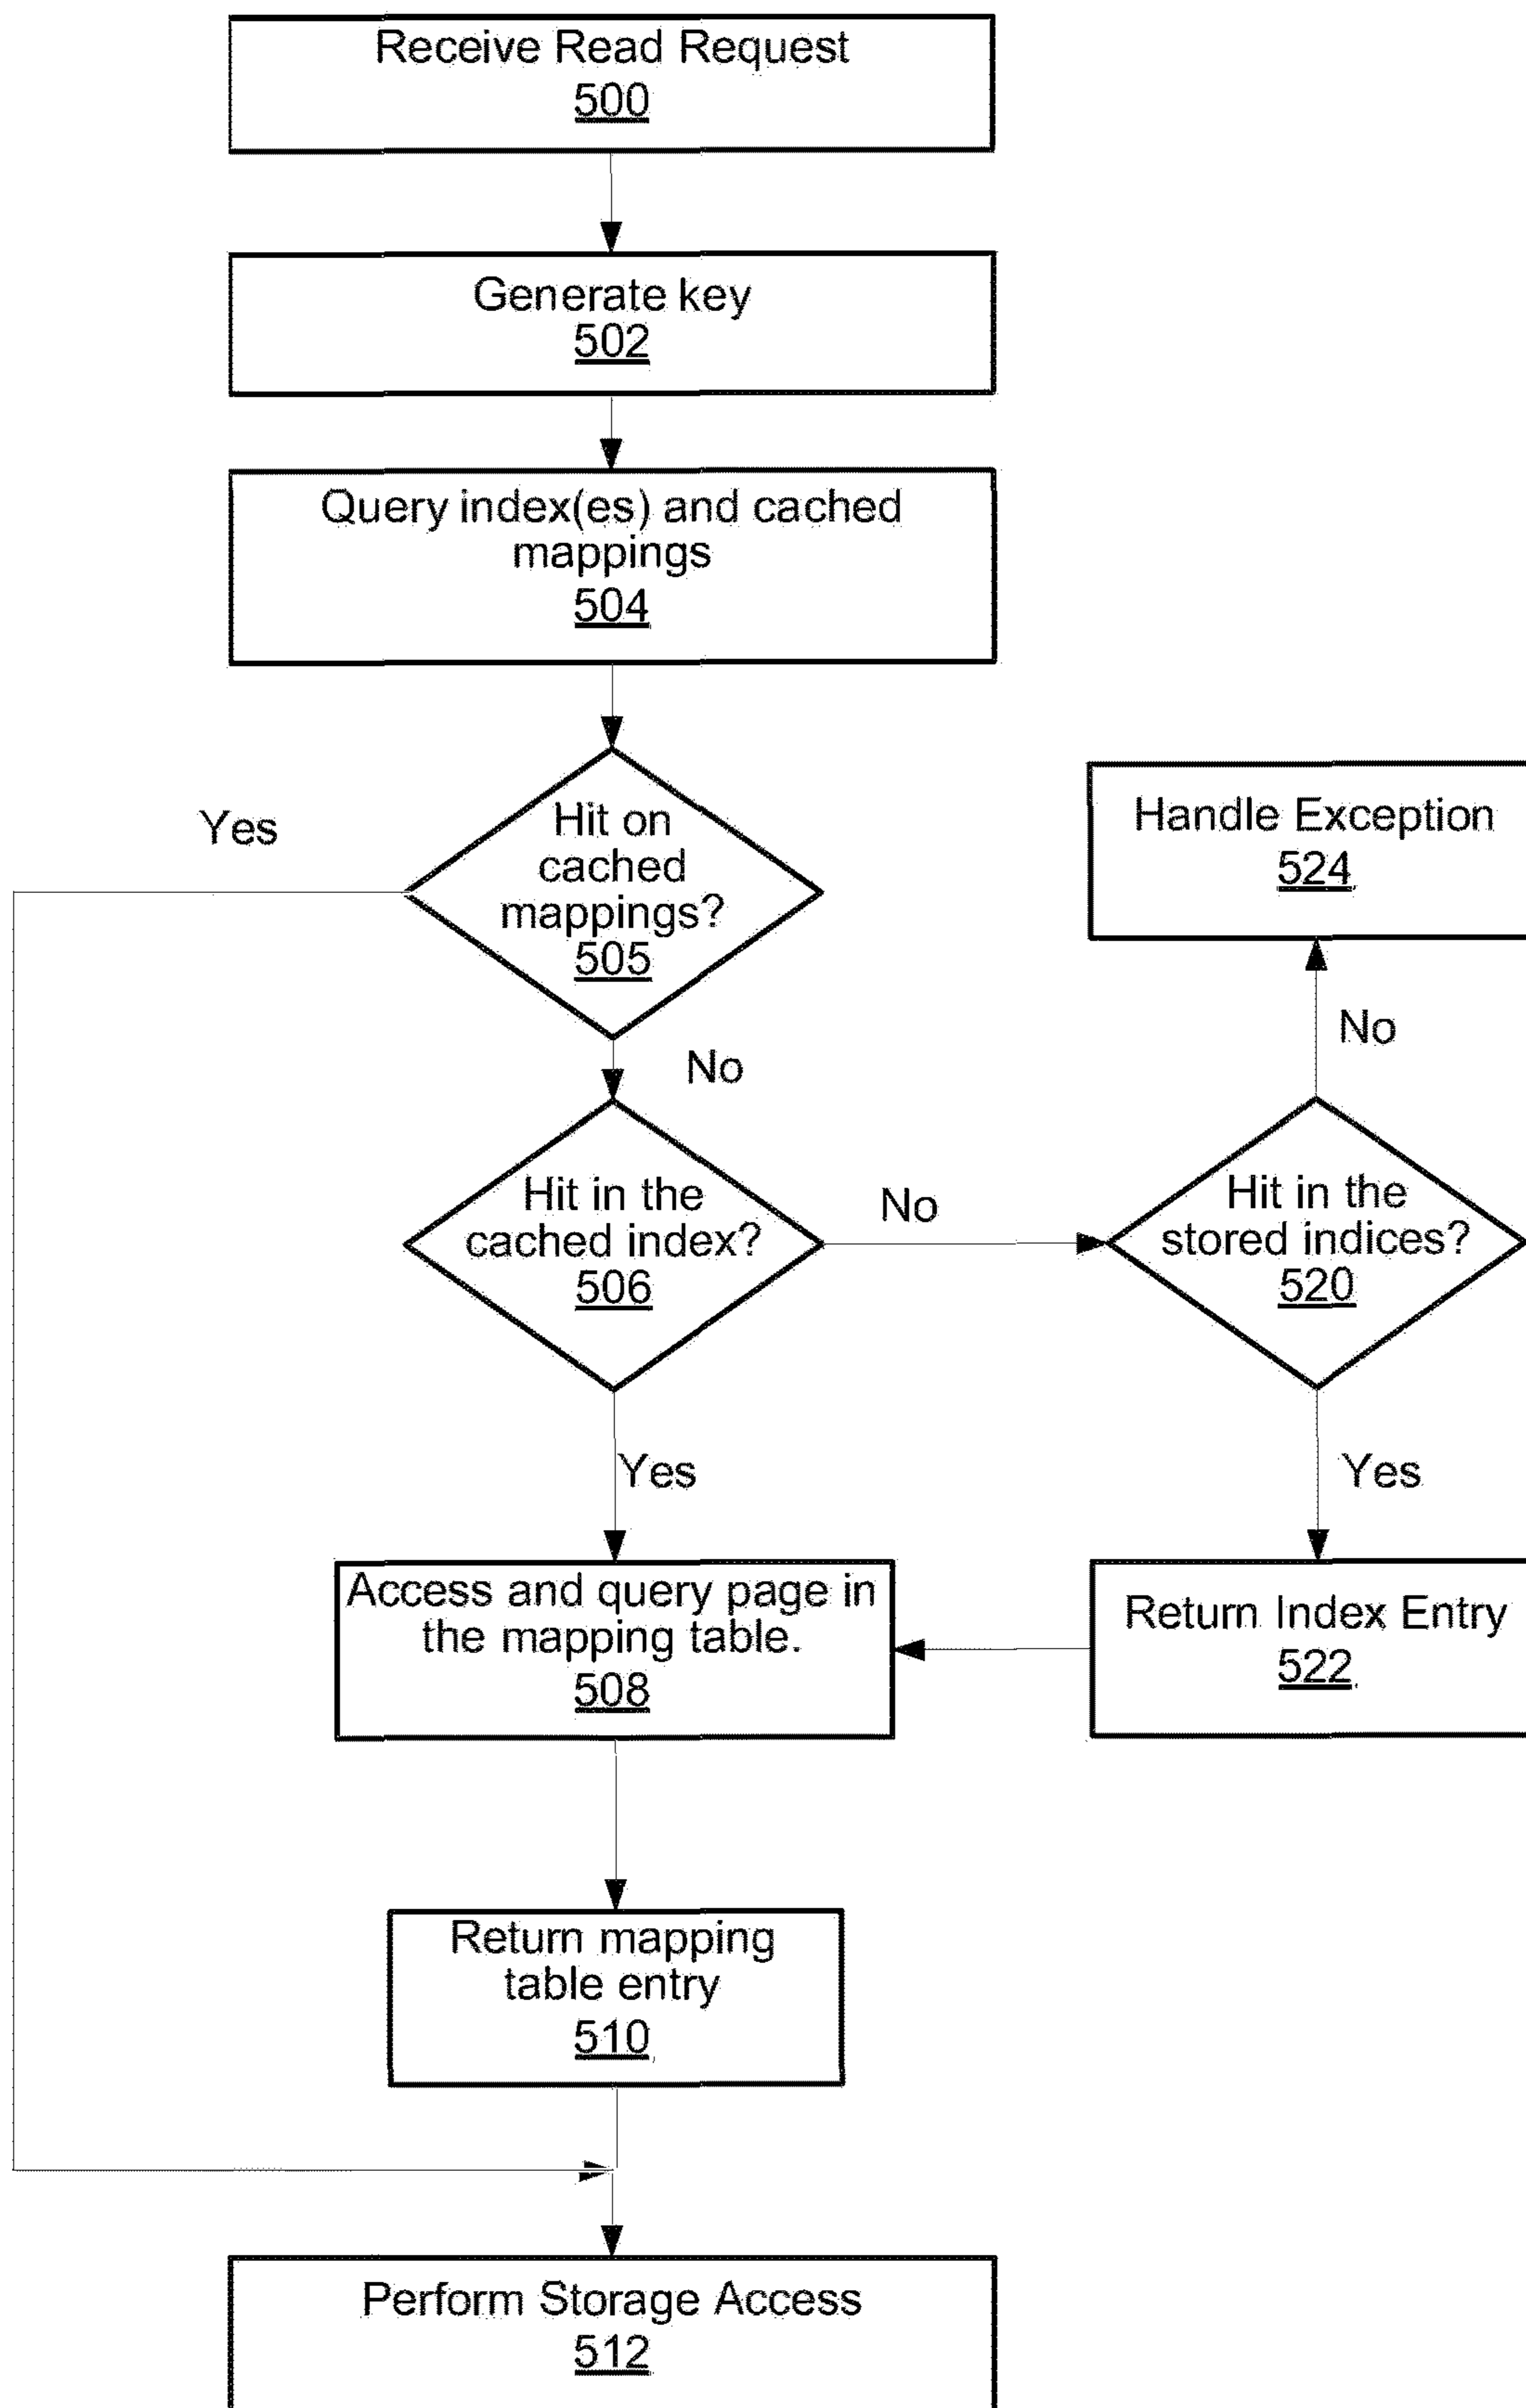 Receive Read Request
500
Generate key
502
Query index(es) and cached
mappings
504
Yes
Hit on
cached
mappings?
505
Handle Exception
524
No
No
Hit in the
cached index?
506
No
Hit in the
stored indices?
520
Yes
Yes
Access and query page in
the mapping table.
508
Return Index Entry
522
Return mapping
table entry
510
Perform Storage Access
512